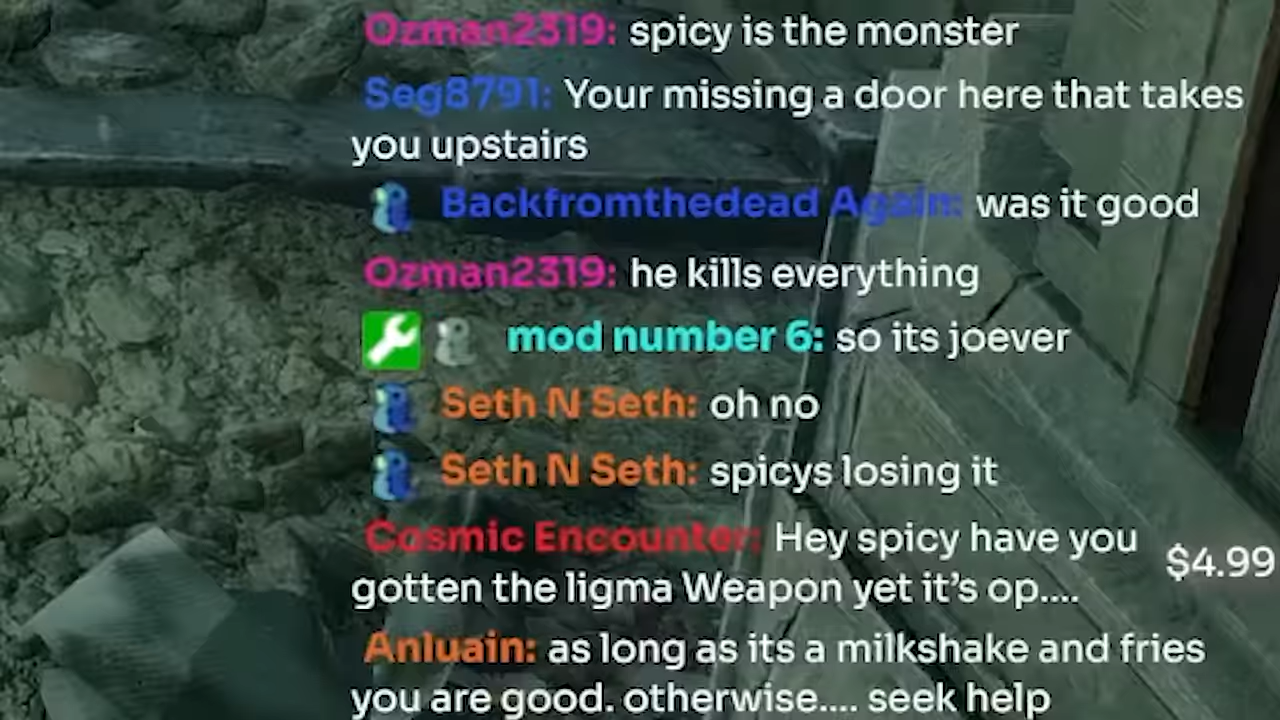 Ozman2319: spicy is the monster
Seg8791: Your missing a door here that takes
you upstairs
Backfromthedead Again: was it good
Ozman2319: he kills everything
mod number 6: so its joever
Seth N Seth: oh no
Seth N Seth: spicys losing it
Cosmic Encounter: Hey spicy have you
gotten the ligma Weapon yet it's op....
$4.99
Anluain: as long as its a milkshake and fries
you are good. otherwise.... seek help